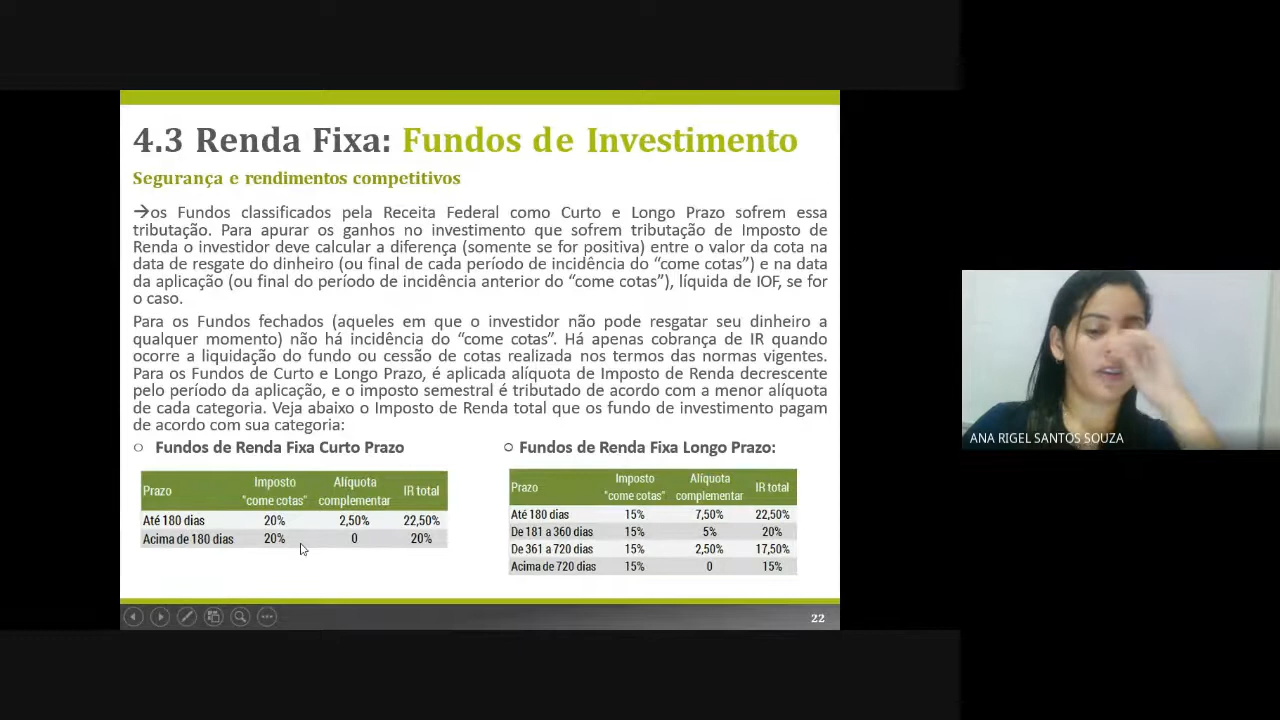 4.3 Renda Fixa: Fundos de Investimento
Segurança e rendimentos competitivos
→os Fundos classificados pela Receita Federal como Curto e Longo Prazo sofrem essa
tributação. Para apurar os ganhos no investimento que sofrem tributação de Imposto de
Renda o investidor deve calcular a diferença (somente se for positiva) entre o valor da cota na
data de resgate do dinheiro (ou final de cada período de incidência do “come cotas”) e na data
da aplicação (ou final do período de incidência anterior do “come cotas”), líquida de IOF, se for
o caso.
Para os Fundos fechados (aqueles em que o investidor não pode resgatar seu dinheiro a
qualquer momento) não há incidência do “come cotas”. Há apenas cobrança de IR quando
ocorre a liquidação do fundo ou cessão de cotas realizada nos termos das normas vigentes.
Para os Fundos de Curto e Longo Prazo, é aplicada alíquota de Imposto de Renda decrescente
pelo período da aplicação, e o imposto semestral é tributado de acordo com a menor alíquota
de cada categoria. Veja abaixo o Imposto de Renda total que os fundo de investimento pagam
de acordo com sua categoria:
Fundos de Renda Fixa Curto Prazo
Prazo Imposto "come cotas" Alíquota complementar IR total
Até 180 dias 20% 2,50% 22,50%
Acima de 180 dias 20% 0 20%
Fundos de Renda Fixa Longo Prazo:
Prazo Imposto "come cotas" Alíquota complementar IR total
Até 180 dias 15% 7,50% 22,50%
De 181 a 360 dias 15% 5% 20%
De 361 a 720 dias 15% 2,50% 17,50%
Acima de 720 dias 15% 0 15%
22
ANA RIGEL SANTOS SOUZA